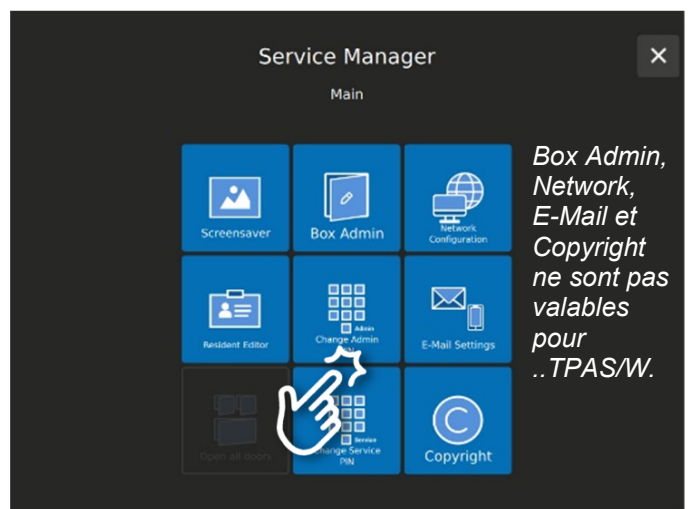 Service Manager
Main
Screensaver
Box Admin
Network
Configuration
Resident Editor
Admin
Change Admin
E-Mail Settings
Open all doors
Service
Change Service
PIN
Copyright
Box Admin,
Network,
E-Mail et
Copyright
ne sont pas
valables
pour
..TPAS/W.